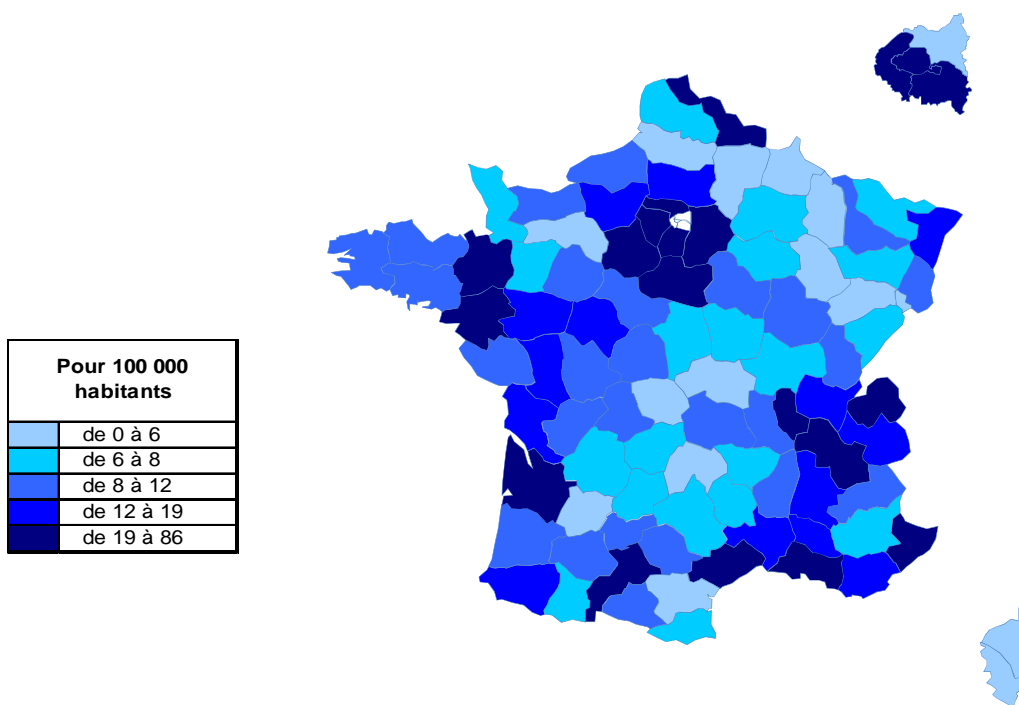 Pour 100 000
habitants
de 0 à 6
de 6 à 8
de 8 à 12
de 12 à 19
de 19 à 86